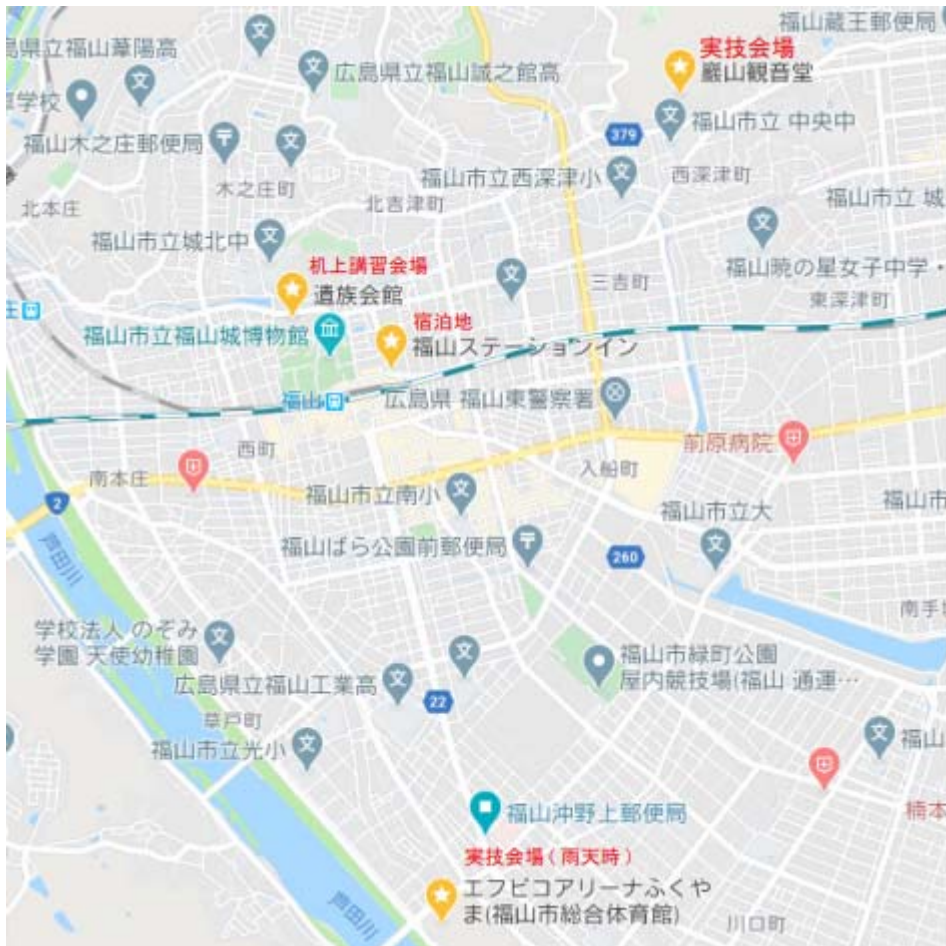 福山蔵王郵便局
島県立福山葦陽高
実技会場
広島県立福山誠之館高
巌山観音堂
学校
福山市立 中央中
379
福山木之庄郵便局
福山市立西深津小
西深津町
木之庄町
福山市立 城
北吉津町
北本庄
福山市立城北中
机上講習会場
福山暁の星女子中学・
三吉町
遺族会館
東深津町
庄
宿泊地
福山市立福山城博物館
福山ステーションイン
福山
広島県 福山東警察署
西町
前原病院
入船町
南本庄
2
福山市立南小
福山市
福山市立大
芦田川
福山ばら公園前郵便局
260
南手
学校法人 のぞみ
学園 天使幼稚園
福山市緑町公園
屋内競技場(福山 通運…
広島県立福山工業高
22
草戸町
福山市立光小
福山
福山沖野上郵便局
楠本
実技会場(雨天時)
エフピコアリーナふくや
ま(福山市総合体育館)
芦田川
川口町